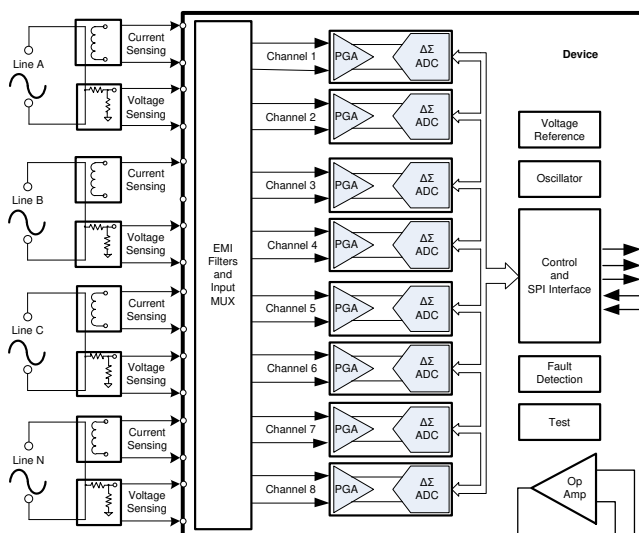 Line A
Current
Sensing
Voltage
Sensing
Line B
Current
Sensing
Voltage
Sensing
Line C
Current
Sensing
Voltage
Sensing
Line N
Current
Sensing
Voltage
Sensing
EMI
Filters
and
Input
MUX
Channel 1
PGA
ΔΣ
ADC
Channel 2
PGA
ΔΣ
ADC
Channel 3
PGA
ΔΣ
ADC
Channel 4
PGA
ΔΣ
ADC
Channel 5
PGA
ΔΣ
ADC
Channel 6
PGA
ΔΣ
ADC
Channel 7
PGA
ΔΣ
ADC
Channel 8
PGA
ΔΣ
ADC
Device
Voltage
Reference
Oscillator
Control
and
SPI Interface
Fault
Detection
Test
Op
Amp